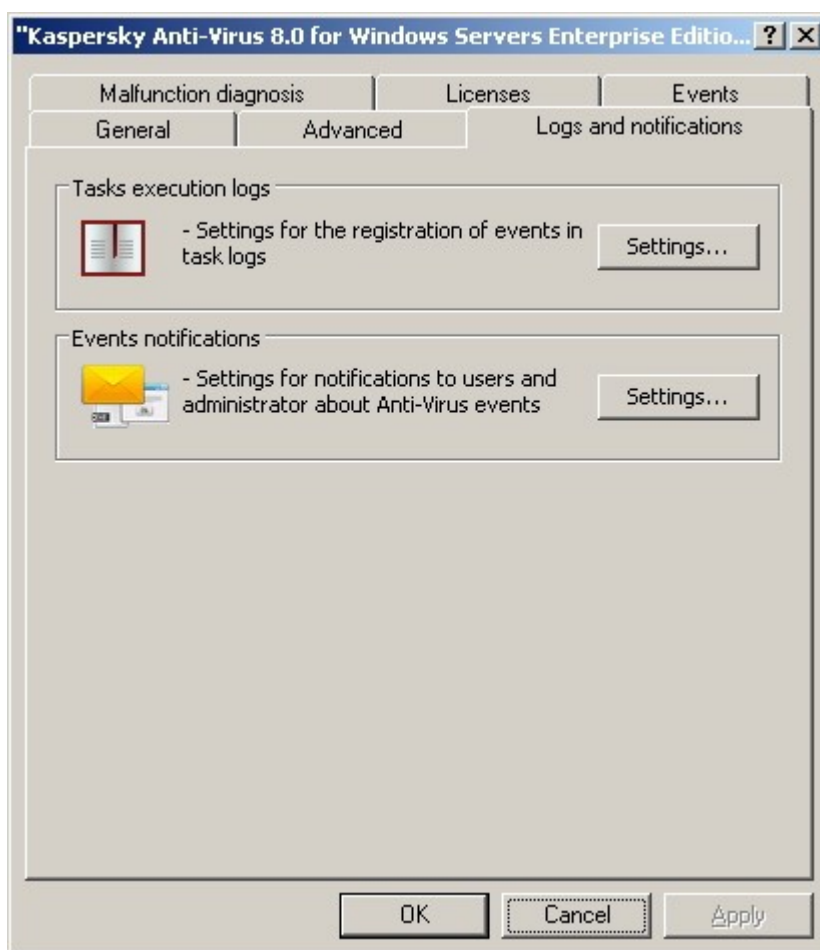 "Kaspersky Anti-Virus 8.0 for Windows Servers Enterprise Editio...
Malfunction diagnosis Licenses Events
General Advanced Logs and notifications
Tasks execution logs
- Settings for the registration of events in
task logs
Settings...
Events notifications
- Settings for notifications to users and
administrator about Anti-Virus events
Settings...
OK Cancel Apply